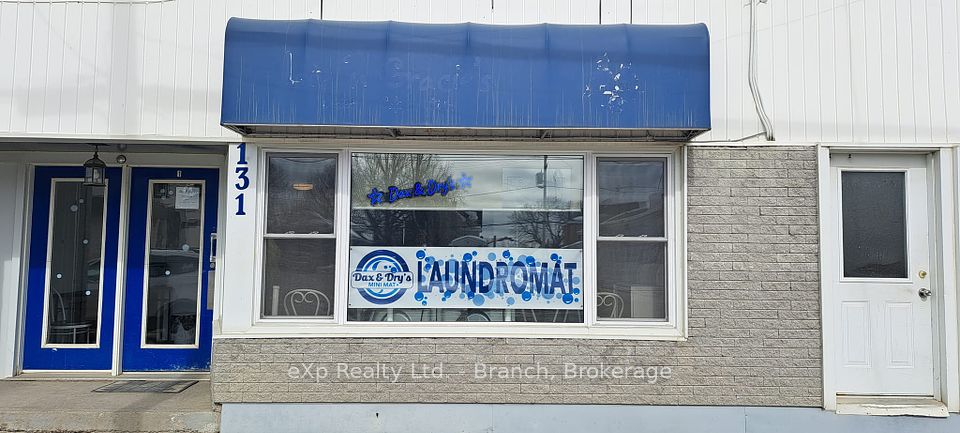 131
Dax & Dry's
Dax & Dry's
MINI MAT
LAUNDROMAT
eXp Realty Ltd. - Branch, Brokerage